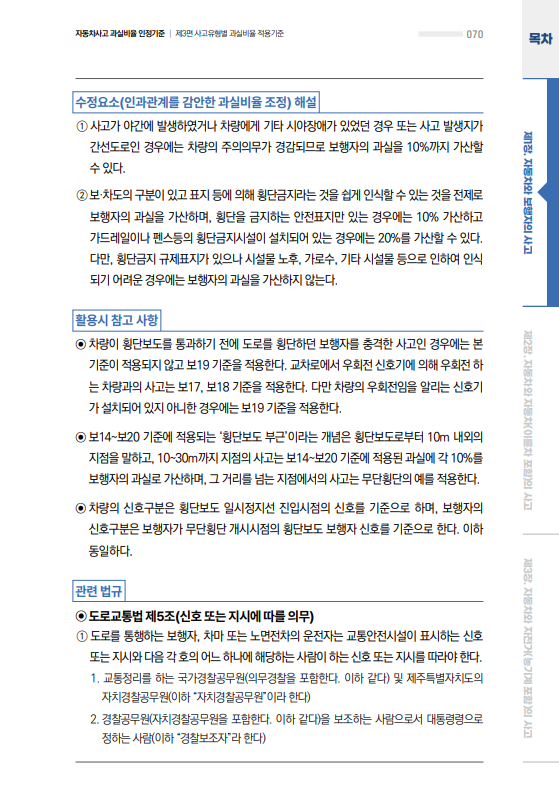 자동차사고 과실비율 인정기준 | 제3편 사고유형별 과실비율 적용기준
070
목차
수정요소(인과관계를 감안한 과실비율 조정) 해설
① 사고가 야간에 발생하였거나 차량에게 기타 시야장애가 있었던 경우 또는 사고 발생지가
간선도로인 경우에는 차량의 주의의무가 경감되므로 보행자의 과실을 10%까지 가산할
수 있다.
② 보·차도의 구분이 있고 표지 등에 의해 횡단금지라는 것을 쉽게 인식할 수 있는 것을 전제로
보행자의 과실을 가산하며, 횡단을 금지하는 안전표지만 있는 경우에는 10% 가산하고
가드레일이나 펜스등의 횡단금지시설이 설치되어 있는 경우에는 20%를 가산할 수 있다.
다만, 횡단금지 규제표지가 있으나 시설물 노후, 가로수, 기타 시설물 등으로 인하여 인식
되기 어려운 경우에는 보행자의 과실을 가산하지 않는다.
활용시 참고 사항
◉ 차량이 횡단보도를 통과하기 전에 도로를 횡단하던 보행자를 충격한 사고인 경우에는 본
기준이 적용되지 않고 보19 기준을 적용한다. 교차로에서 우회전 신호기에 의해 우회전 하
는 차량과의 사고는 보17, 보18 기준을 적용한다. 다만 차량의 우회전임을 알리는 신호기
가 설치되어 있지 아니한 경우에는 보19 기준을 적용한다.
◉ 보14~보20 기준에 적용되는 '횡단보도 부근'이라는 개념은 횡단보도로부터 10m 내외의
지점을 말하고, 10~30m까지 지점의 사고는 보14~보20 기준에 적용된 과실에 각 10%를
보행자의 과실로 가산하며, 그 거리를 넘는 지점에서의 사고는 무단횡단의 예를 적용한다.
◉ 차량의 신호구분은 횡단보도 일시정지선 진입시점의 신호를 기준으로 하며, 보행자의
신호구분은 보행자가 무단횡단 개시시점의 횡단보도 보행자 신호를 기준으로 한다. 이하
동일하다.
관련 법규
◉ 도로교통법 제5조(신호 또는 지시에 따를 의무)
① 도로를 통행하는 보행자, 차마 또는 노면전차의 운전자는 교통안전시설이 표시하는 신호
또는 지시와 다음 각 호의 어느 하나에 해당하는 사람이 하는 신호 또는 지시를 따라야 한다.
1. 교통정리를 하는 국가경찰공무원(의무경찰을 포함한다. 이하 같다) 및 제주특별자치도의
자치경찰공무원(이하 "자치경찰공무원"이라 한다)
2. 경찰공무원(자치경찰공무원을 포함한다. 이하 같다)을 보조하는 사람으로서 대통령령으로
정하는 사람(이하 "경찰보조자"라 한다)
제1장. 자동차와 보행자의 사고
제2장. 자동차와 자동차(이륜차 포함)의 사고
제3장. 자동차와 자전거(농기계 포함)의 사고